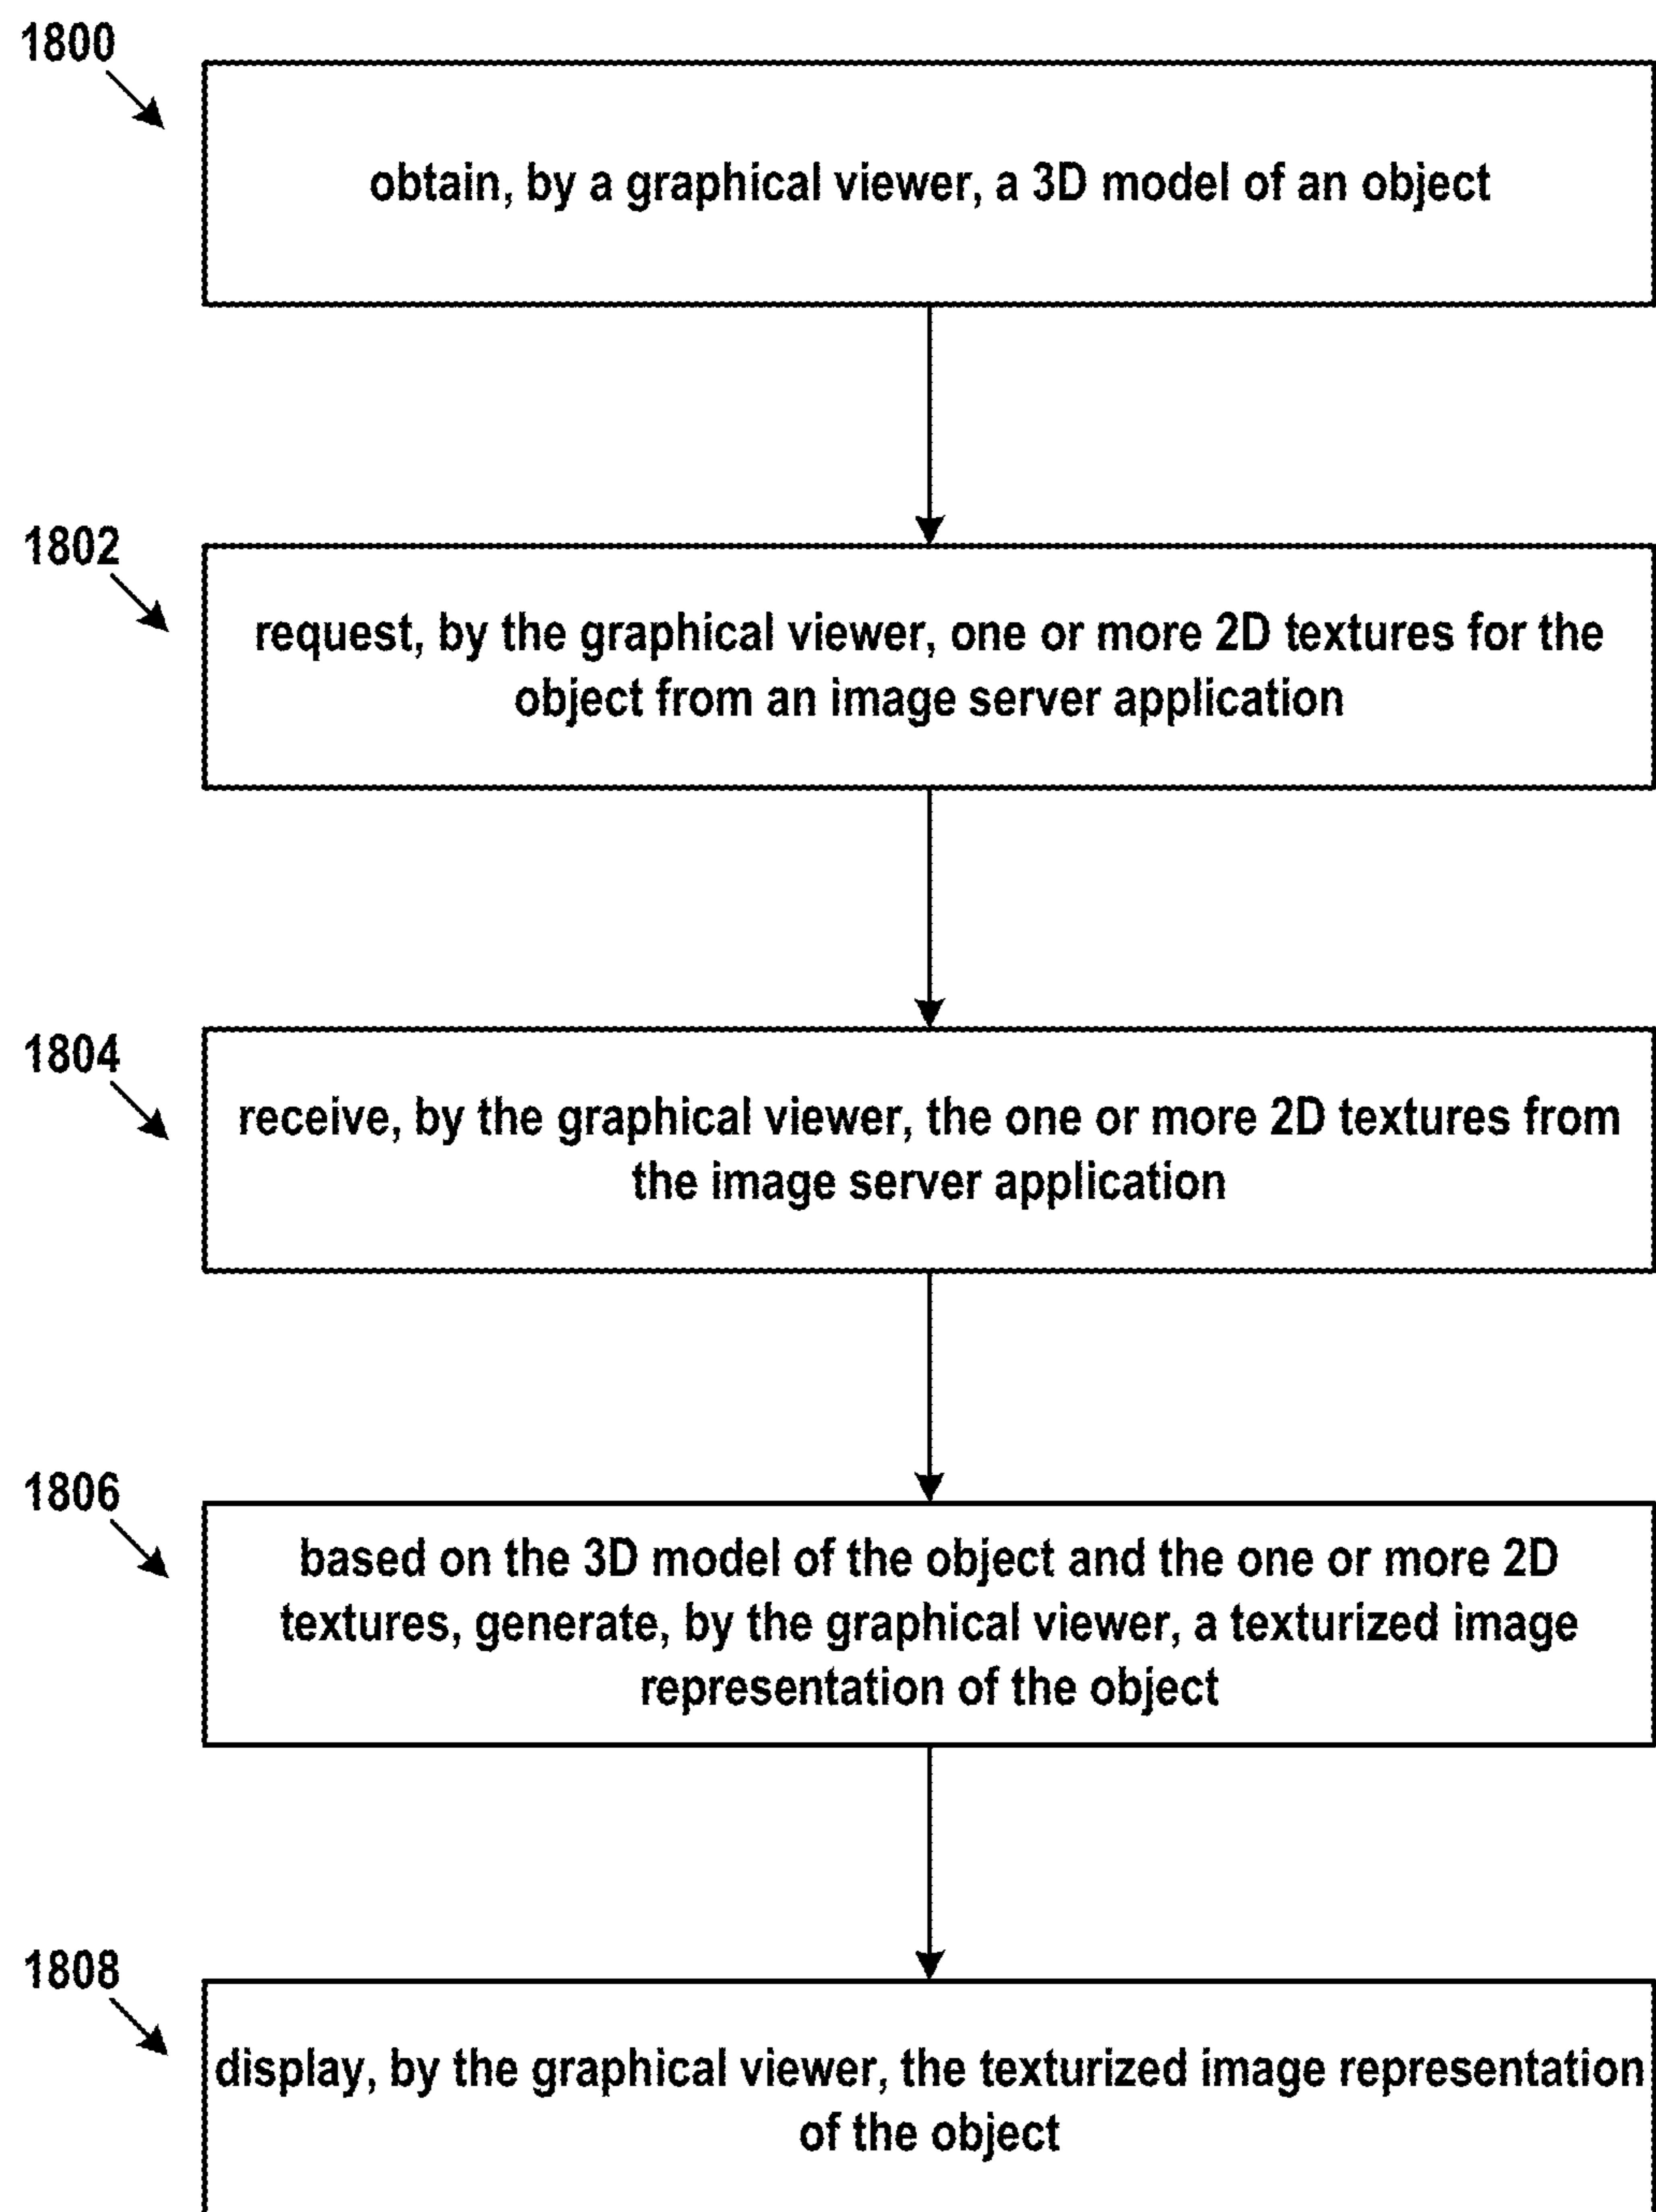 1800
obtain, by a graphical viewer, a 3D model of an object
1802
request, by the graphical viewer, one or more 2D textures for the
object from an image server application
1804
receive, by the graphical viewer, the one or more 2D textures from
the image server application
1806
based on the 3D model of the object and the one or more 2D
textures, generate, by the graphical viewer, a texturized image
representation of the object
1808
display, by the graphical viewer, the texturized image representation
of the object